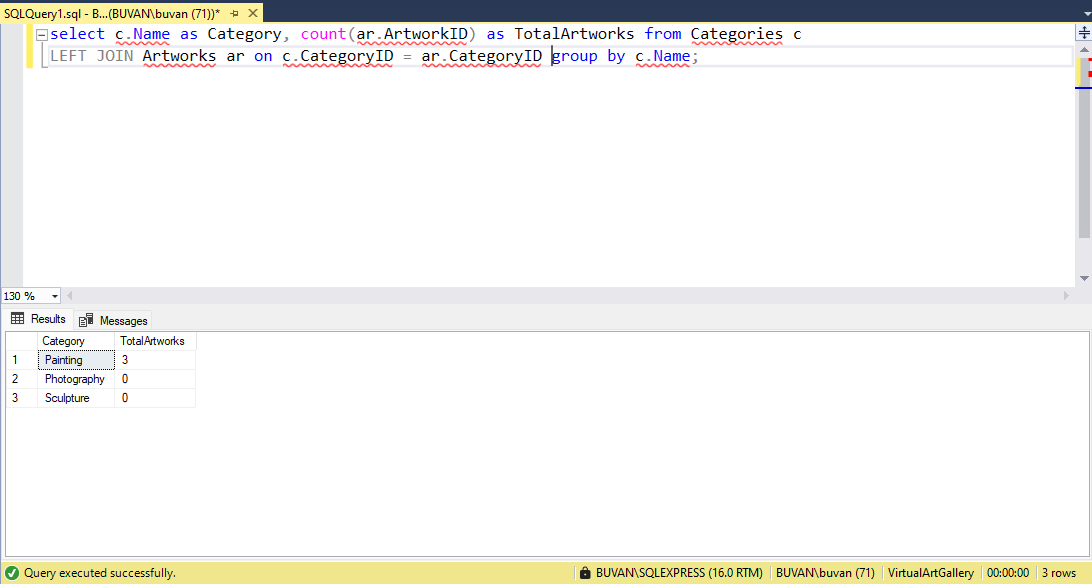 SQLQuery1.sql - B...(BUVAN\buvan (71))*
select c.Name as Category, count(ar.ArtworkID) as TotalArtworks from Categories c
LEFT JOIN Artworks ar on c.CategoryID = ar.CategoryID group by c.Name;
130 %
Results Messages
Category TotalArtworks
1 Painting 3
2 Photography 0
3 Sculpture 0
Query executed successfully. BUVAN\SQLEXPRESS (16.0 RTM) BUVAN\buvan (71) VirtualArtGallery 00:00:00 3 rows